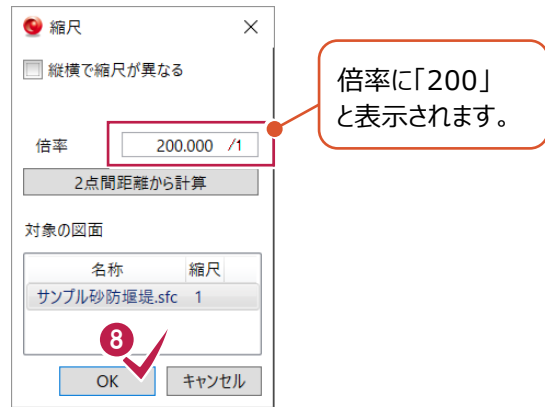 縮尺
縦横で縮尺が異なる
倍率 200.000 /1
2点間距離から計算
対象の図面
名称 縮尺
サンプル砂防堰堤.sfc 1
8
OK キャンセル
倍率に「200」
と表示されます。